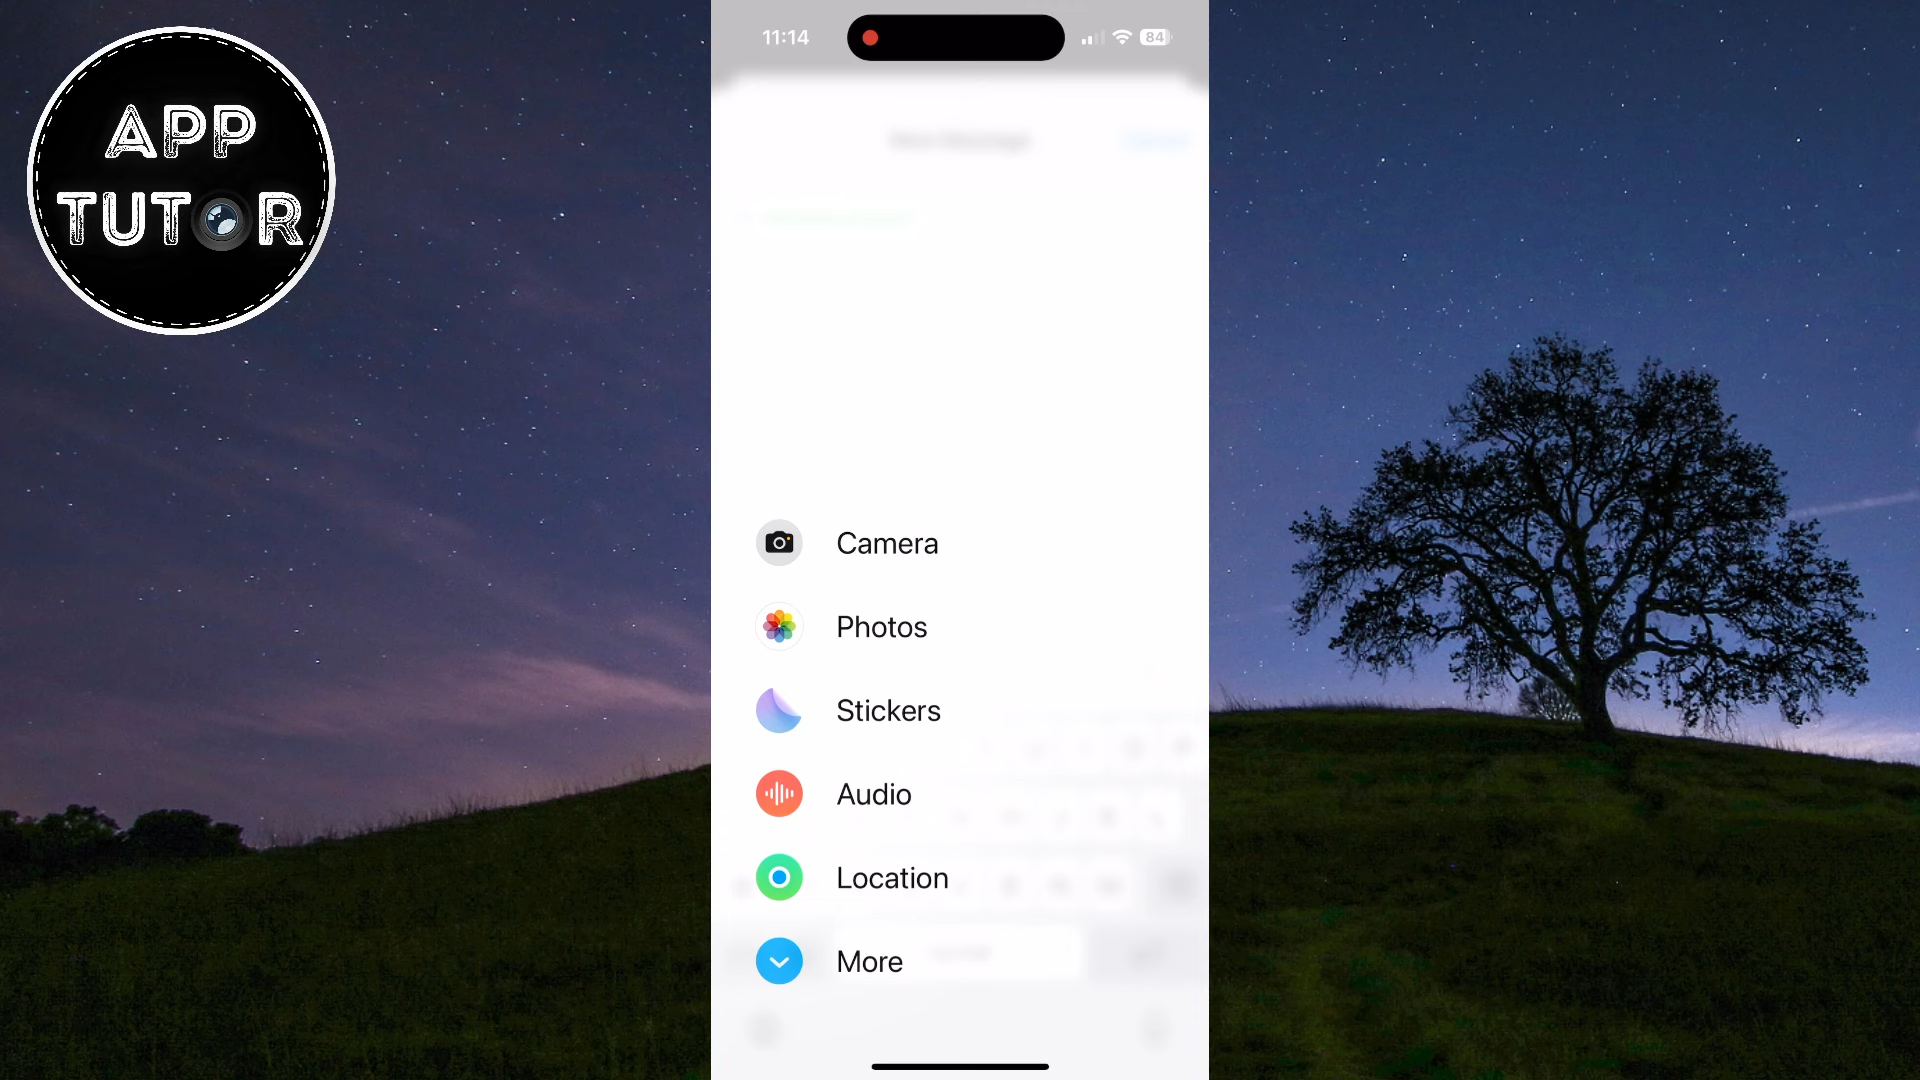 APP
TUTOR
11:14
84
Camera
Photos
Stickers
Audio
Location
More